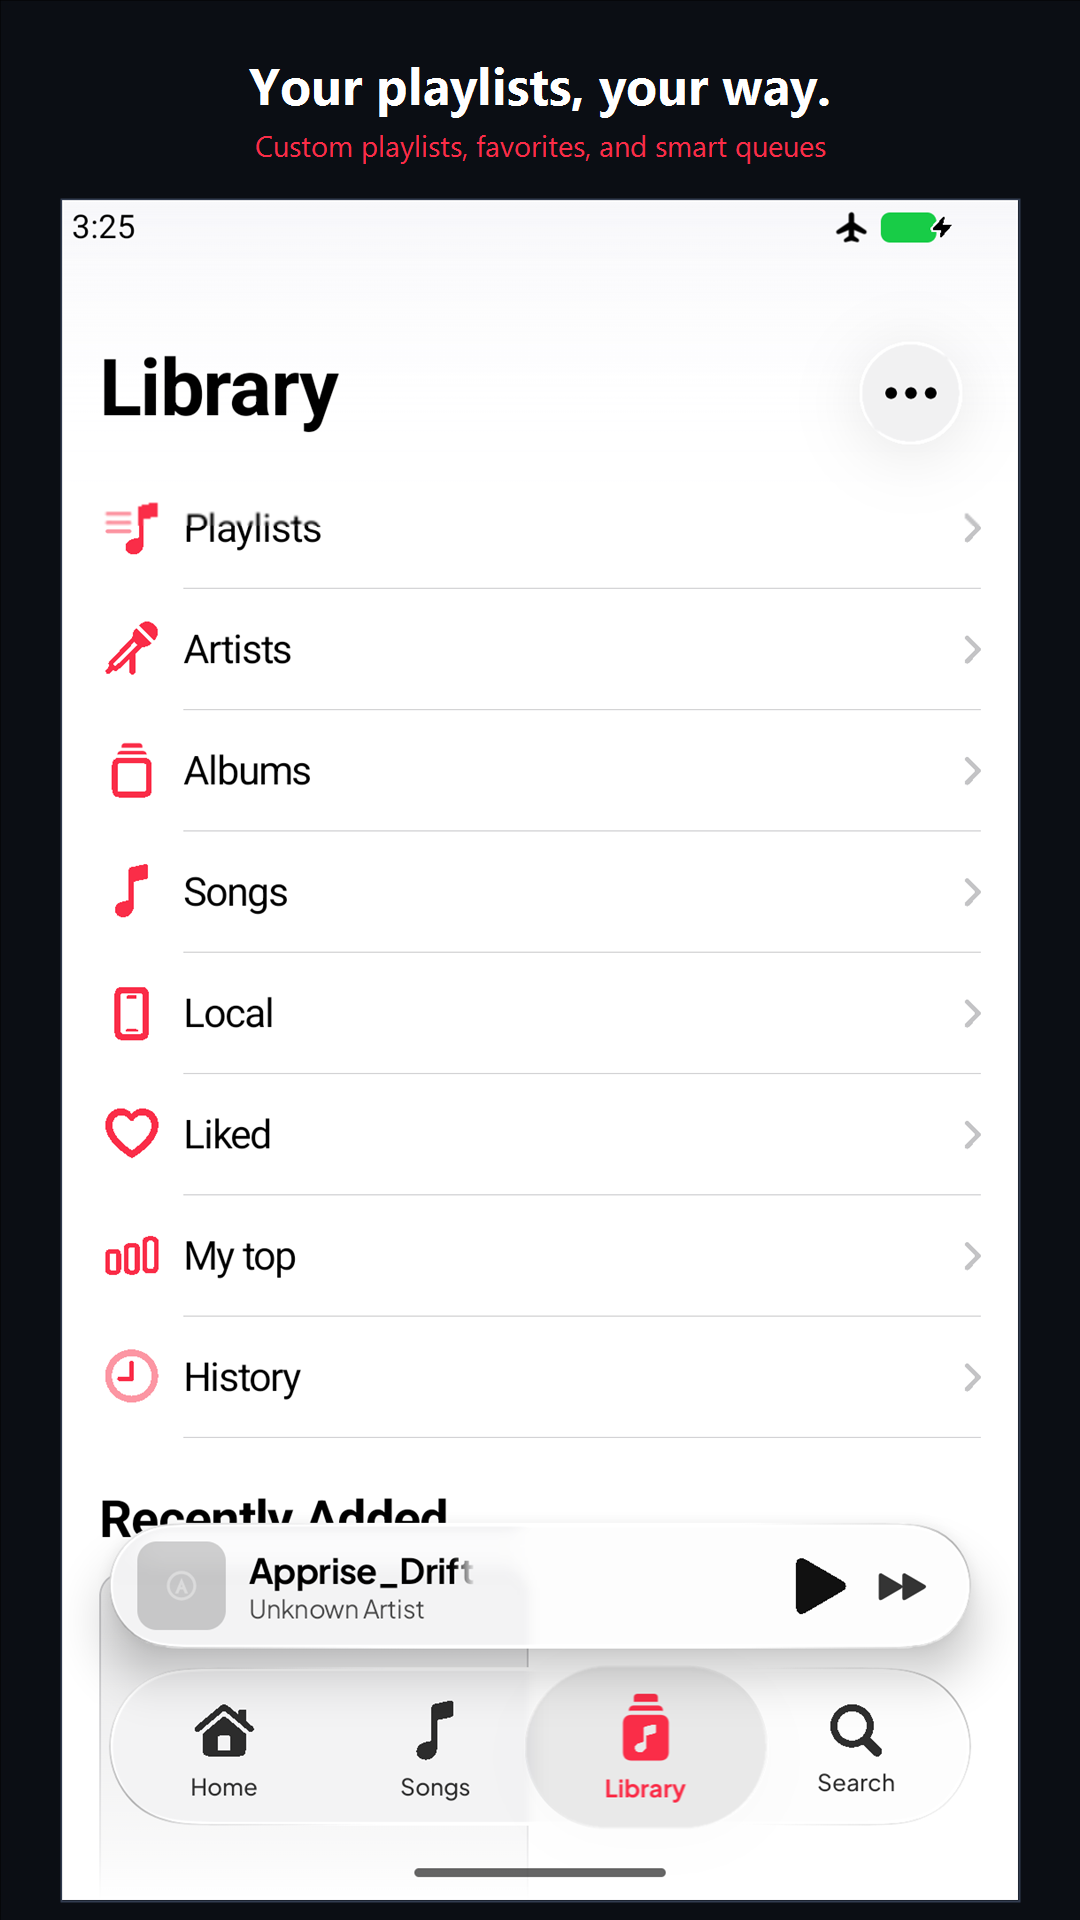 Your playlists, your way.
Custom playlists, favorites, and smart queues
3:25
Library
Playlists
Artists
Albums
Songs
Local
Liked
My top
History
Recently Added
Apprise_Drift
Unknown Artist
Home
Songs
Library
Search